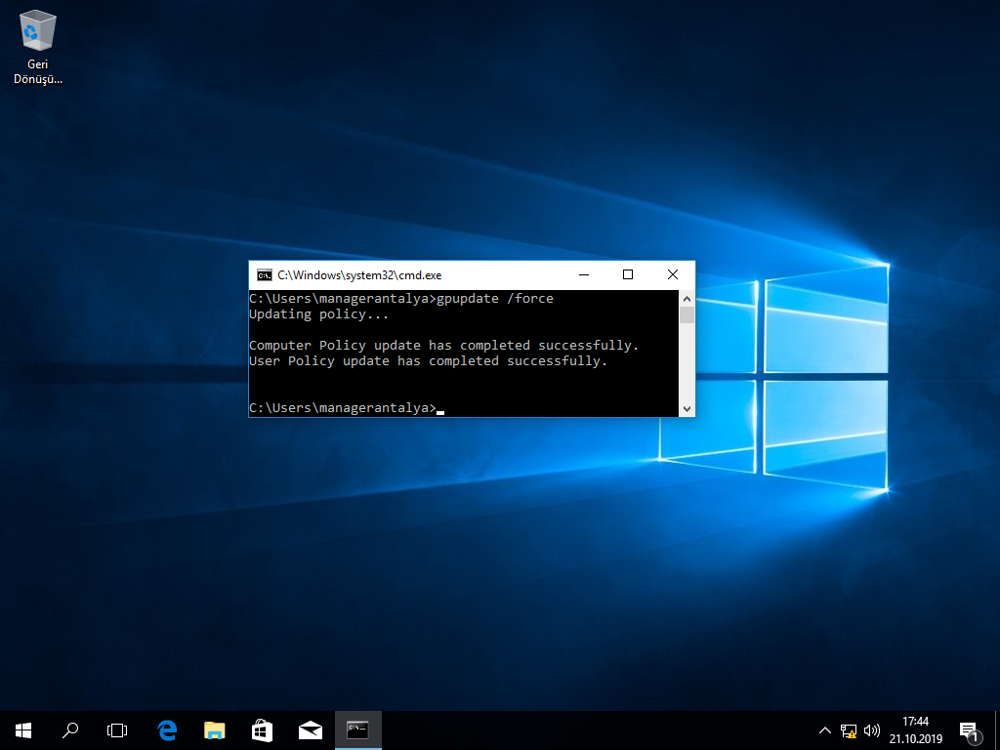 Geri
Dönüşü...
C:\Windows\system32\cmd.exe
C:\Users\managerantalya>gpupdate /force
Updating policy...
Computer Policy update has completed successfully.
User Policy update has completed successfully.
C:\Users\managerantalya>
17:44
21.10.2019
1